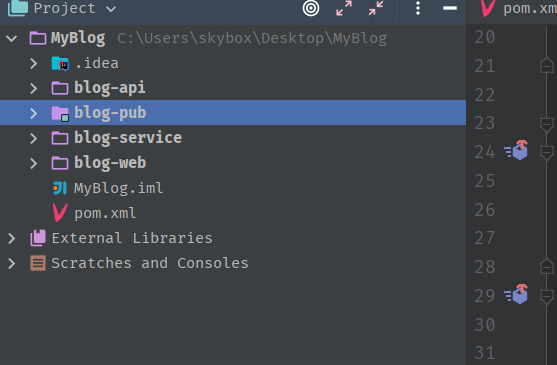 Project
MyBlog C:\Users\skybox\Desktop\MyBlog
.idea
blog-api
blog-pub
blog-service
blog-web
MyBlog.iml
pom.xml
External Libraries
Scratches and Consoles
pom.xm
20
21
22
23
24
25
26
27
28
29
30
31